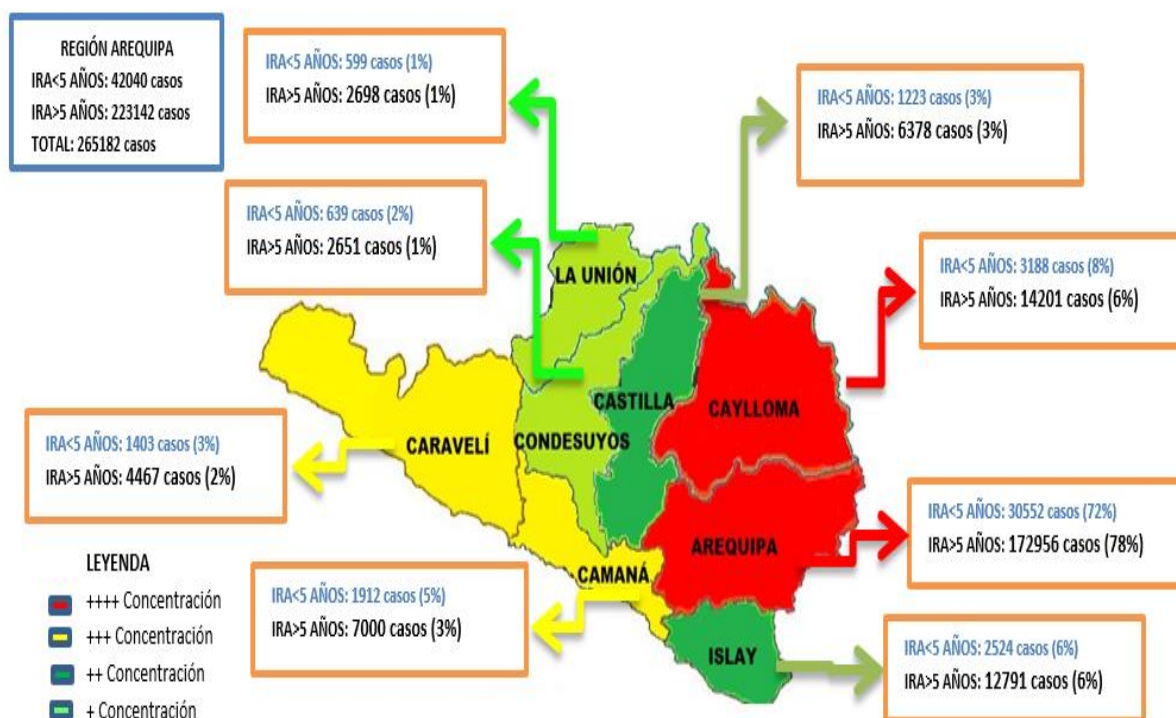 REGIÓN AREQUIPA
IRA<5 AÑOS: 42040 casos
IRA>5 AÑOS: 223142 casos
TOTAL: 265182 casos
IRA<5 AÑOS: 599 casos (1%)
IRA>5 AÑOS: 2698 casos (1%)
IRA<5 AÑOS: 1223 casos (3%)
IRA>5 AÑOS: 6378 casos (3%)
IRA<5 AÑOS: 639 casos (2%)
IRA>5 AÑOS: 2651 casos (1%)
IRA<5 AÑOS: 3188 casos (8%)
IRA>5 AÑOS: 14201 casos (6%)
LA UNIÓN
CASTILLA
CAYLLOMA
CARAVELÍ
CONDESUYOS
IRA<5 AÑOS: 1403 casos (3%)
IRA>5 AÑOS: 4467 casos (2%)
AREQUIPA
IRA<5 AÑOS: 30552 casos (72%)
IRA>5 AÑOS: 172956 casos (78%)
CAMANÁ
IRA<5 AÑOS: 1912 casos (5%)
IRA>5 AÑOS: 7000 casos (3%)
ISLAY
IRA<5 AÑOS: 2524 casos (6%)
IRA>5 AÑOS: 12791 casos (6%)
LEYENDA
++++ Concentración
+++ Concentración
++ Concentración
+ Concentración